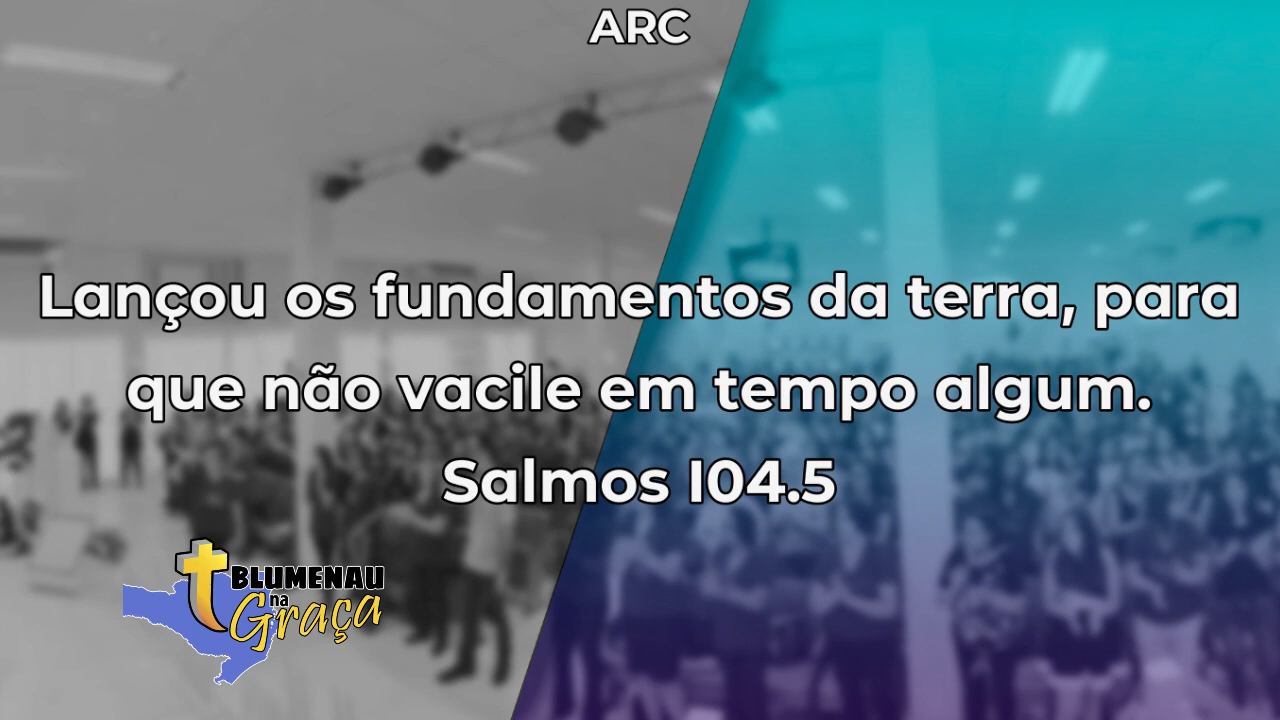 ARC
Lançou os fundamentos da terra, para
que não vacile em tempo algum.
Salmos 104.5
BLUMENAU
na
Graça